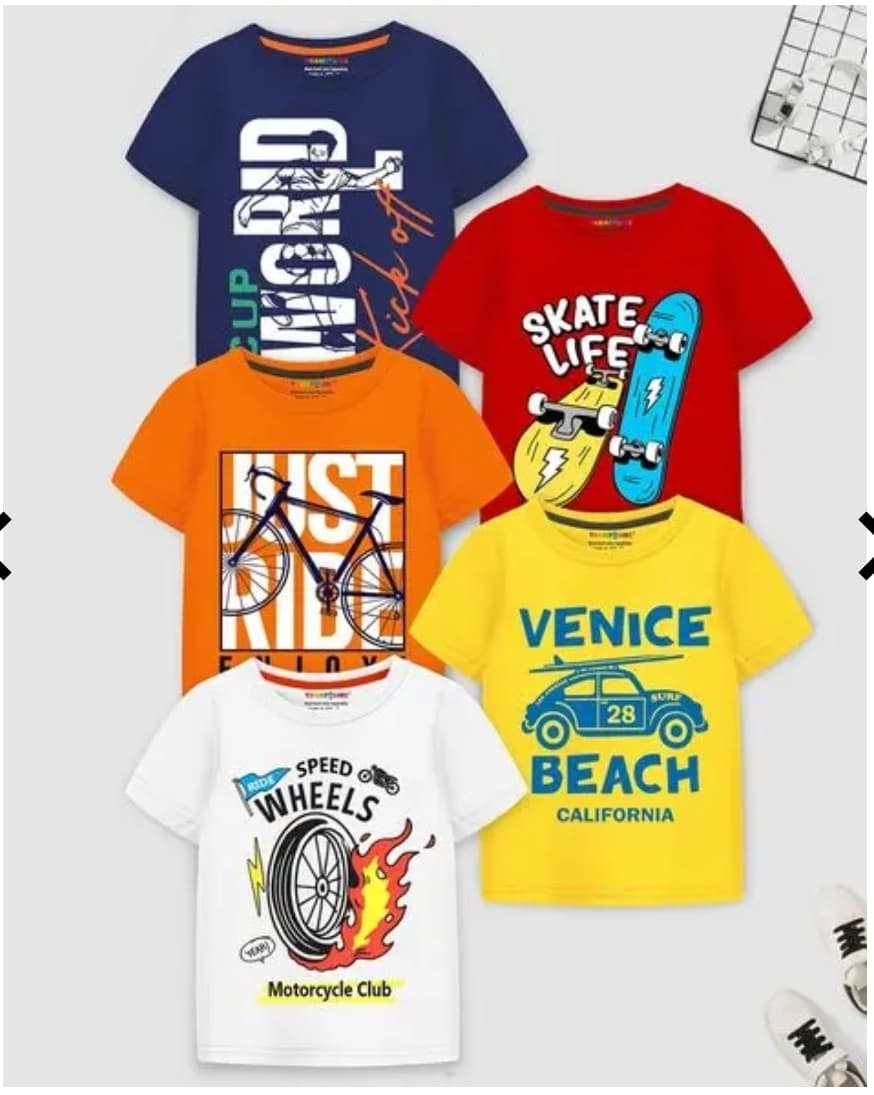 WORLD
CUP
Kick off
SKATE
LIFE
JUST
RIDE
ENJOY
VENICE
SURF
28
BEACH
CALIFORNIA
RIDE
SPEED
WHEELS
YEAH!
Motorcycle Club